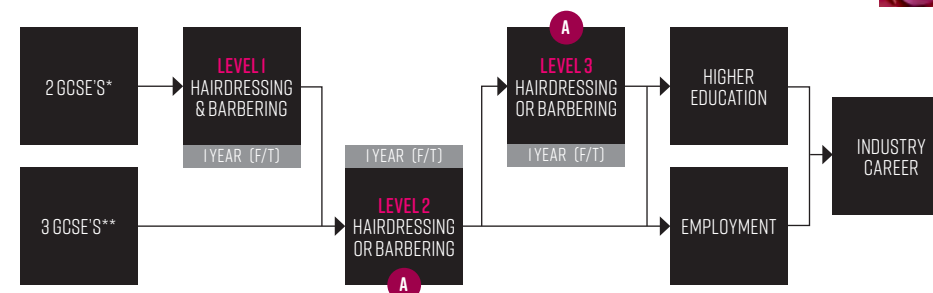 2 GCSE'S*
LEVEL 1
HAIRDRESSING
& BARBERING
1 YEAR (F/T)
3 GCSE'S**
1 YEAR (F/T)
LEVEL 2
HAIRDRESSING
OR BARBERING
A
A
LEVEL 3
HAIRDRESSING
OR BARBERING
1 YEAR (F/T)
HIGHER
EDUCATION
EMPLOYMENT
INDUSTRY
CAREER